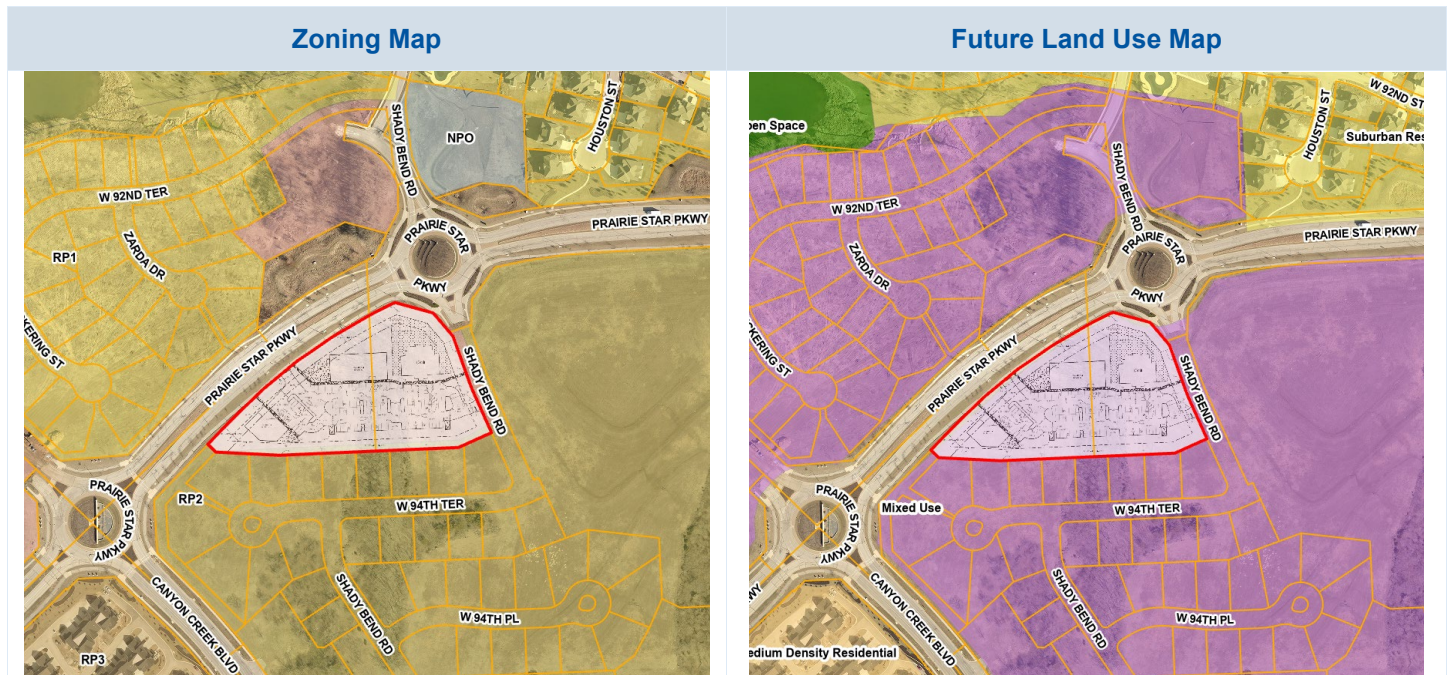 Zoning Map
SHADY BEND RD
NPO
HOUSTON ST
W 92ND TER
PRAIRIE STAR PKWY
PRAIRIE STAR
PKWY
RP1
ZARDA DR
KERING ST
PRAIRIE STAR PKWY
SHADY BEND RD
RP2
W 94TH TER
PRAIRIE STAR PKWY
SHADY BEND RD
W 94TH PL
CANYON CREEK BLVD
RP3
Future Land Use Map
W 92ND ST
pen Space
HOUSTON ST
Suburban Res
SHADY BEND RD
W 92ND TER
PRAIRIE STAR PKWY
PRAIRIE STAR
PKWY
ZARDA DR
CKERING ST
PRAIRIE STAR PKWY
SHADY BEND RD
Mixed Use
W 94TH TER
PRAIRIE STAR PKWY
SHADY BEND RD
W 94TH PL
WY
CANYON CREEK BLVD
edium Density Residential